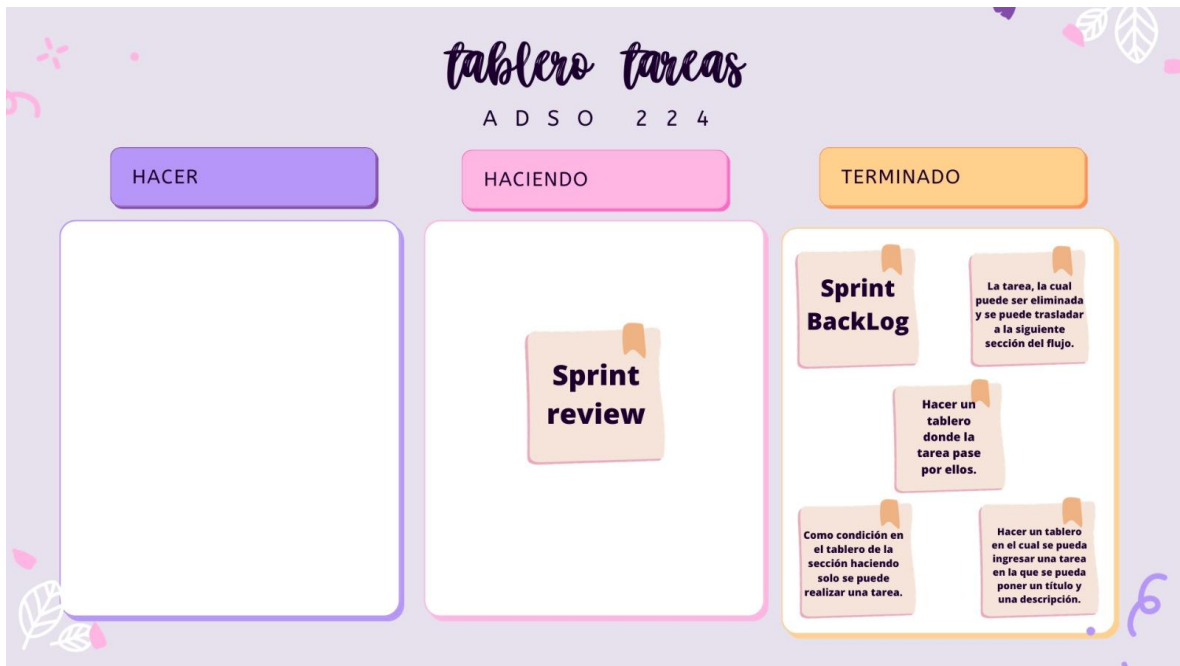 tablero tareas
ADSO 224
HACER
HACIENDO
TERMINADO
Sprint
review
Sprint
BackLog
La tarea, la cual
puede ser eliminada
y se puede trasladar
a la siguiente
sección del flujo.
Hacer un
tablero
donde la
tarea pase
por ellos.
Como condición en
el tablero de la
sección haciendo
solo se puede
realizar una tarea.
Hacer un tablero
en el cual se pueda
ingresar una tarea
en la que se pueda
poner un título y
una descripción.